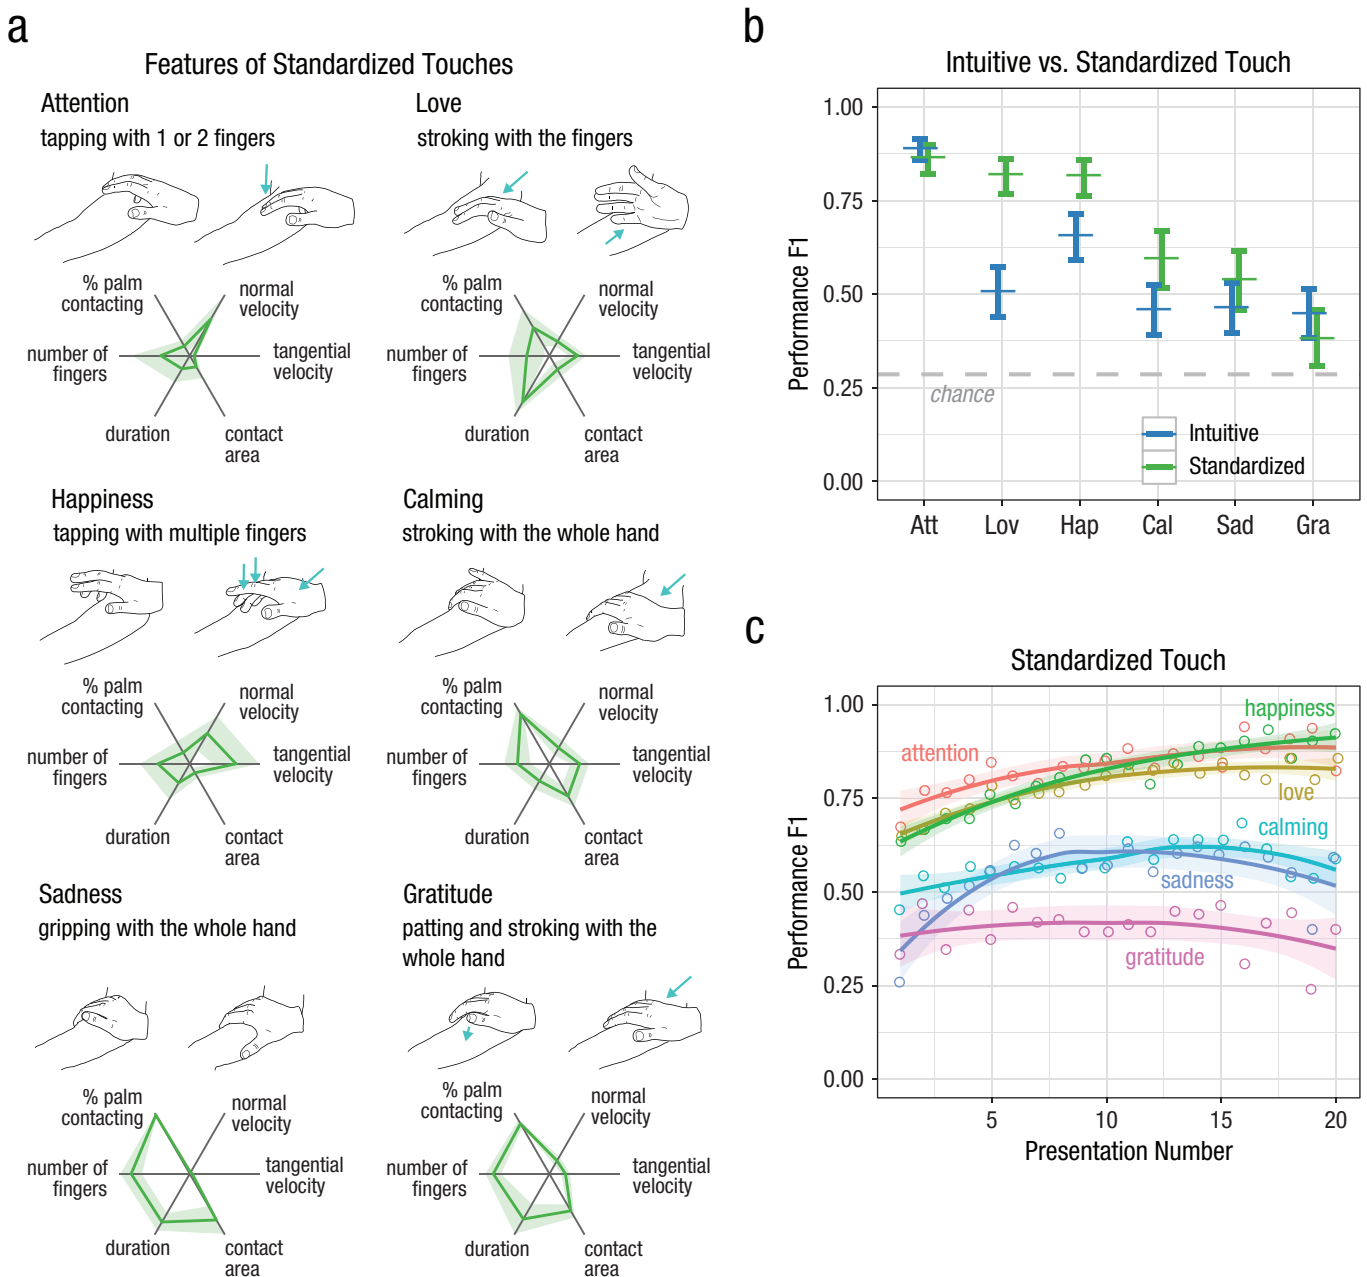 a
Features of Standardized Touches
Attention
tapping with 1 or 2 fingers
% palm
contacting
normal
velocity
number of
fingers
tangential
velocity
duration
contact
area
Love
stroking with the fingers
% palm
contacting
normal
velocity
number of
fingers
tangential
velocity
duration
contact
area
Happiness
tapping with multiple fingers
% palm
contacting
normal
velocity
number of
fingers
tangential
velocity
duration
contact
area
Calming
stroking with the whole hand
% palm
contacting
normal
velocity
number of
fingers
tangential
velocity
duration
contact
area
Sadness
gripping with the whole hand
% palm
contacting
normal
velocity
number of
fingers
tangential
velocity
duration
contact
area
Gratitude
patting and stroking with the
whole hand
% palm
contacting
normal
velocity
number of
fingers
tangential
velocity
duration
contact
area
b
Intuitive vs. Standardized Touch
Performance F1
1.00
0.75
0.50
0.25
0.00
chance
Intuitive
Standardized
Att Lov Hap Cal Sad Gra
c
Standardized Touch
Performance F1
1.00
0.75
0.50
0.25
0.00
happiness
attention
love
calming
sadness
gratitude
5 10 15 20
Presentation Number